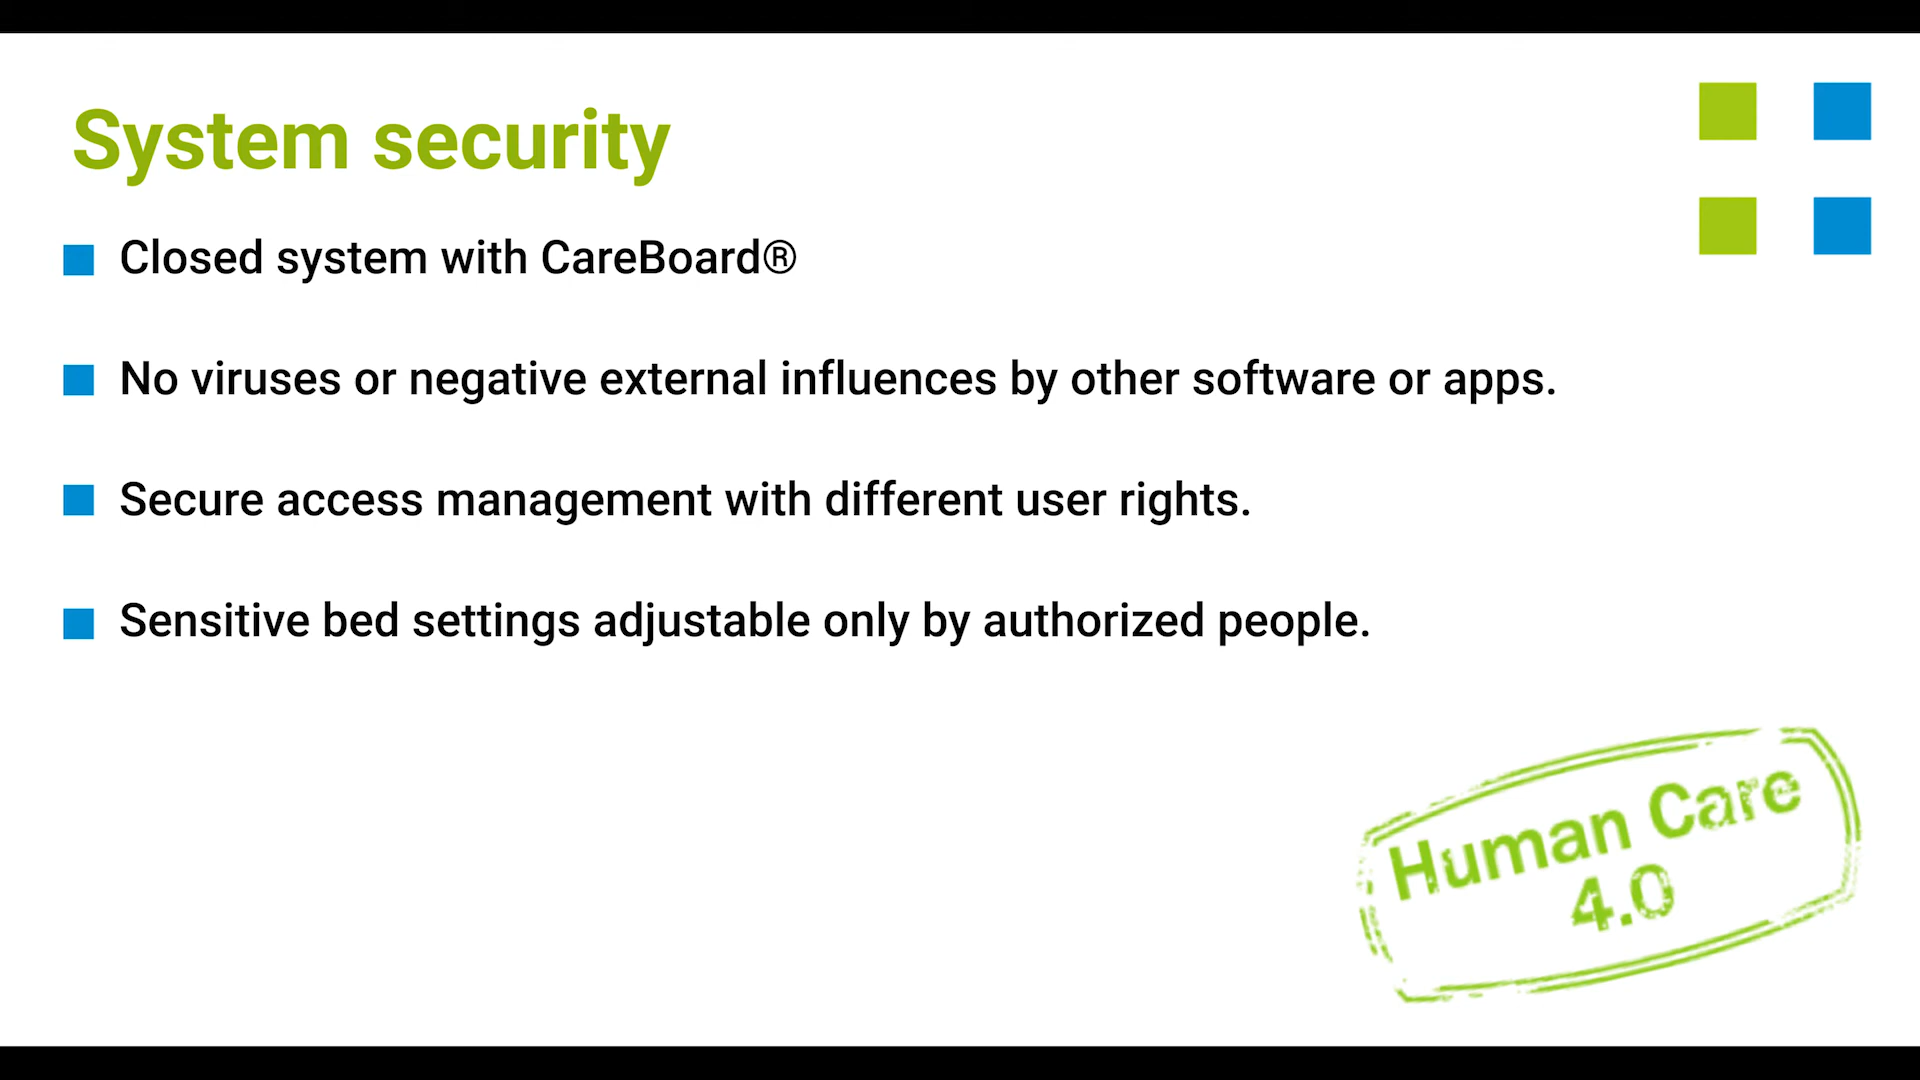 System security
Closed system with CareBoard®
No viruses or negative external influences by other software or apps.
Secure access management with different user rights.
Sensitive bed settings adjustable only by authorized people.
Human Care
4.0